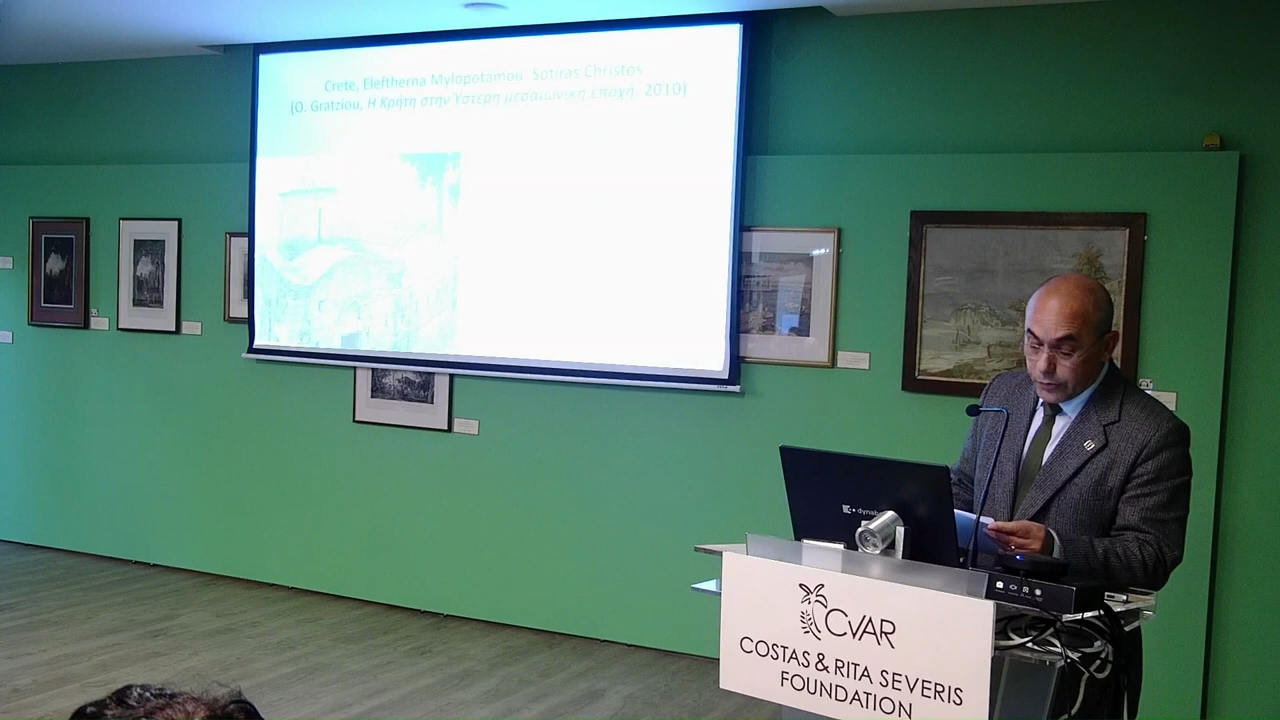 Crete, Eleftherna Mylopotamou. Sotiras Christos
(O. Gratziou, Η Κρήτη στην Ύστερη μεσαιωνική εποχή, 2010)
CVAR
COSTAS & RITA SEVERIS
FOUNDATION